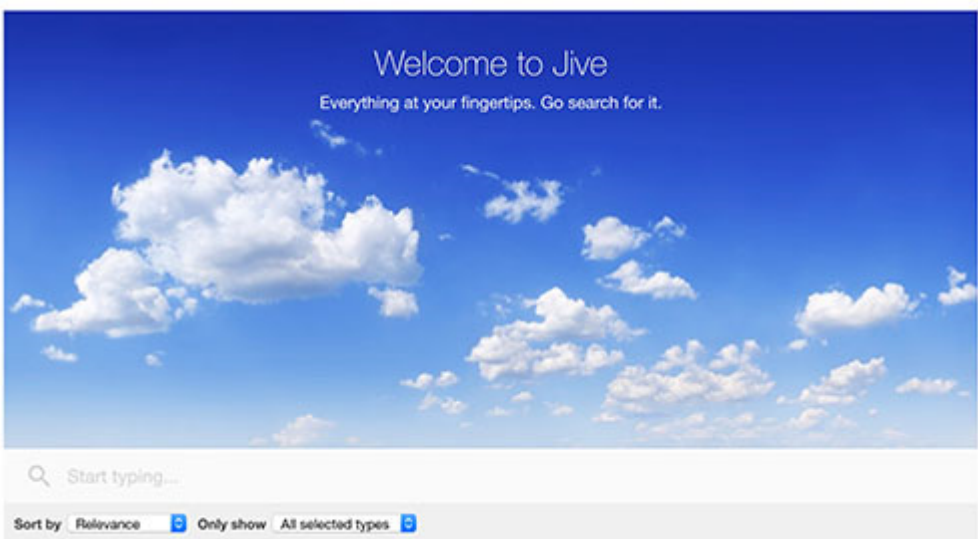 Welcome to Jive
Everything at your fingertips. Go search for it.
Start typing...
Sort by Relevance Only show All selected types